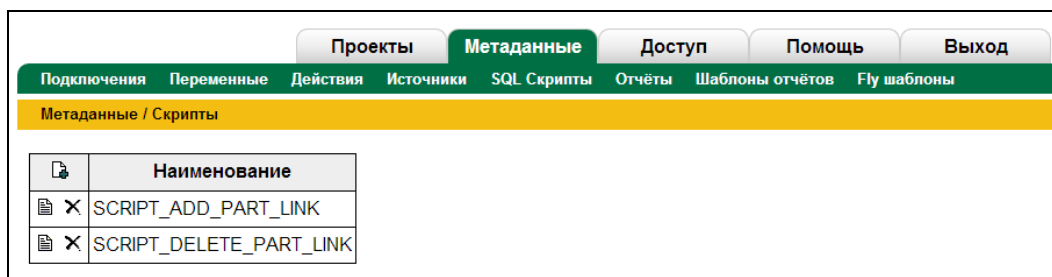 Проекты Метаданные Доступ Помощь Выход
Подключения Переменные Действия Источники SQL Скрипты Отчёты Шаблоны отчётов Fly шаблоны
Метаданные / Скрипты
Наименование
SCRIPT_ADD_PART_LINK
SCRIPT_DELETE_PART_LINK